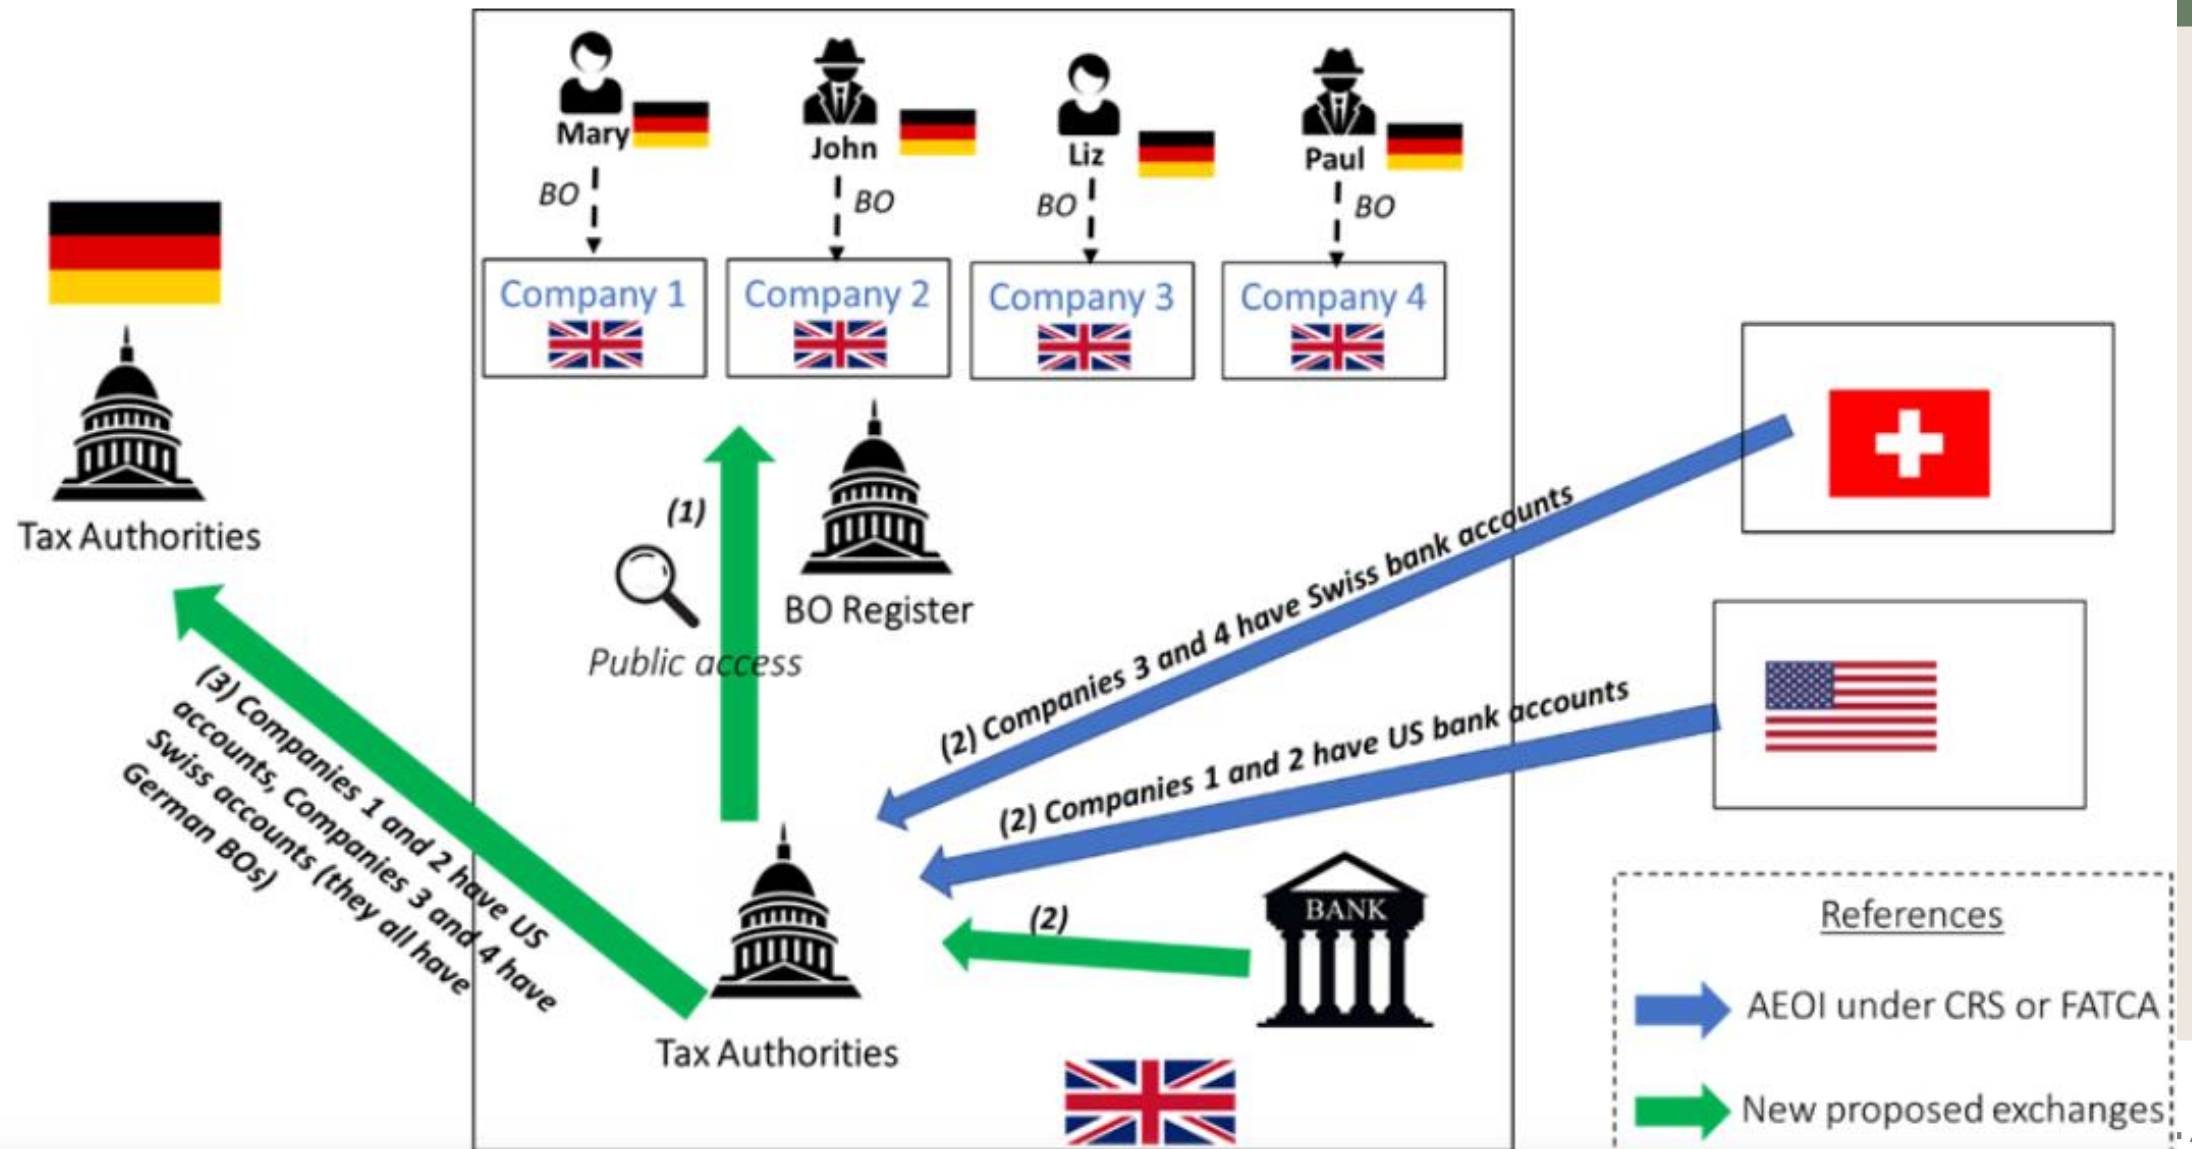 Mary
John
Liz
Paul
BO
BO
BO
BO
Company 1
Company 2
Company 3
Company 4
Tax Authorities
(1)
BO Register
Public access
(2) Companies 3 and 4 have Swiss bank accounts
(2) Companies 1 and 2 have US bank accounts
(3) Companies 1 and 2 have US
accounts, Companies 3 and 4 have
Swiss accounts (they all have
German BOs)
(2)
BANK
Tax Authorities
References
AEOI under CRS or FATCA
New proposed exchanges